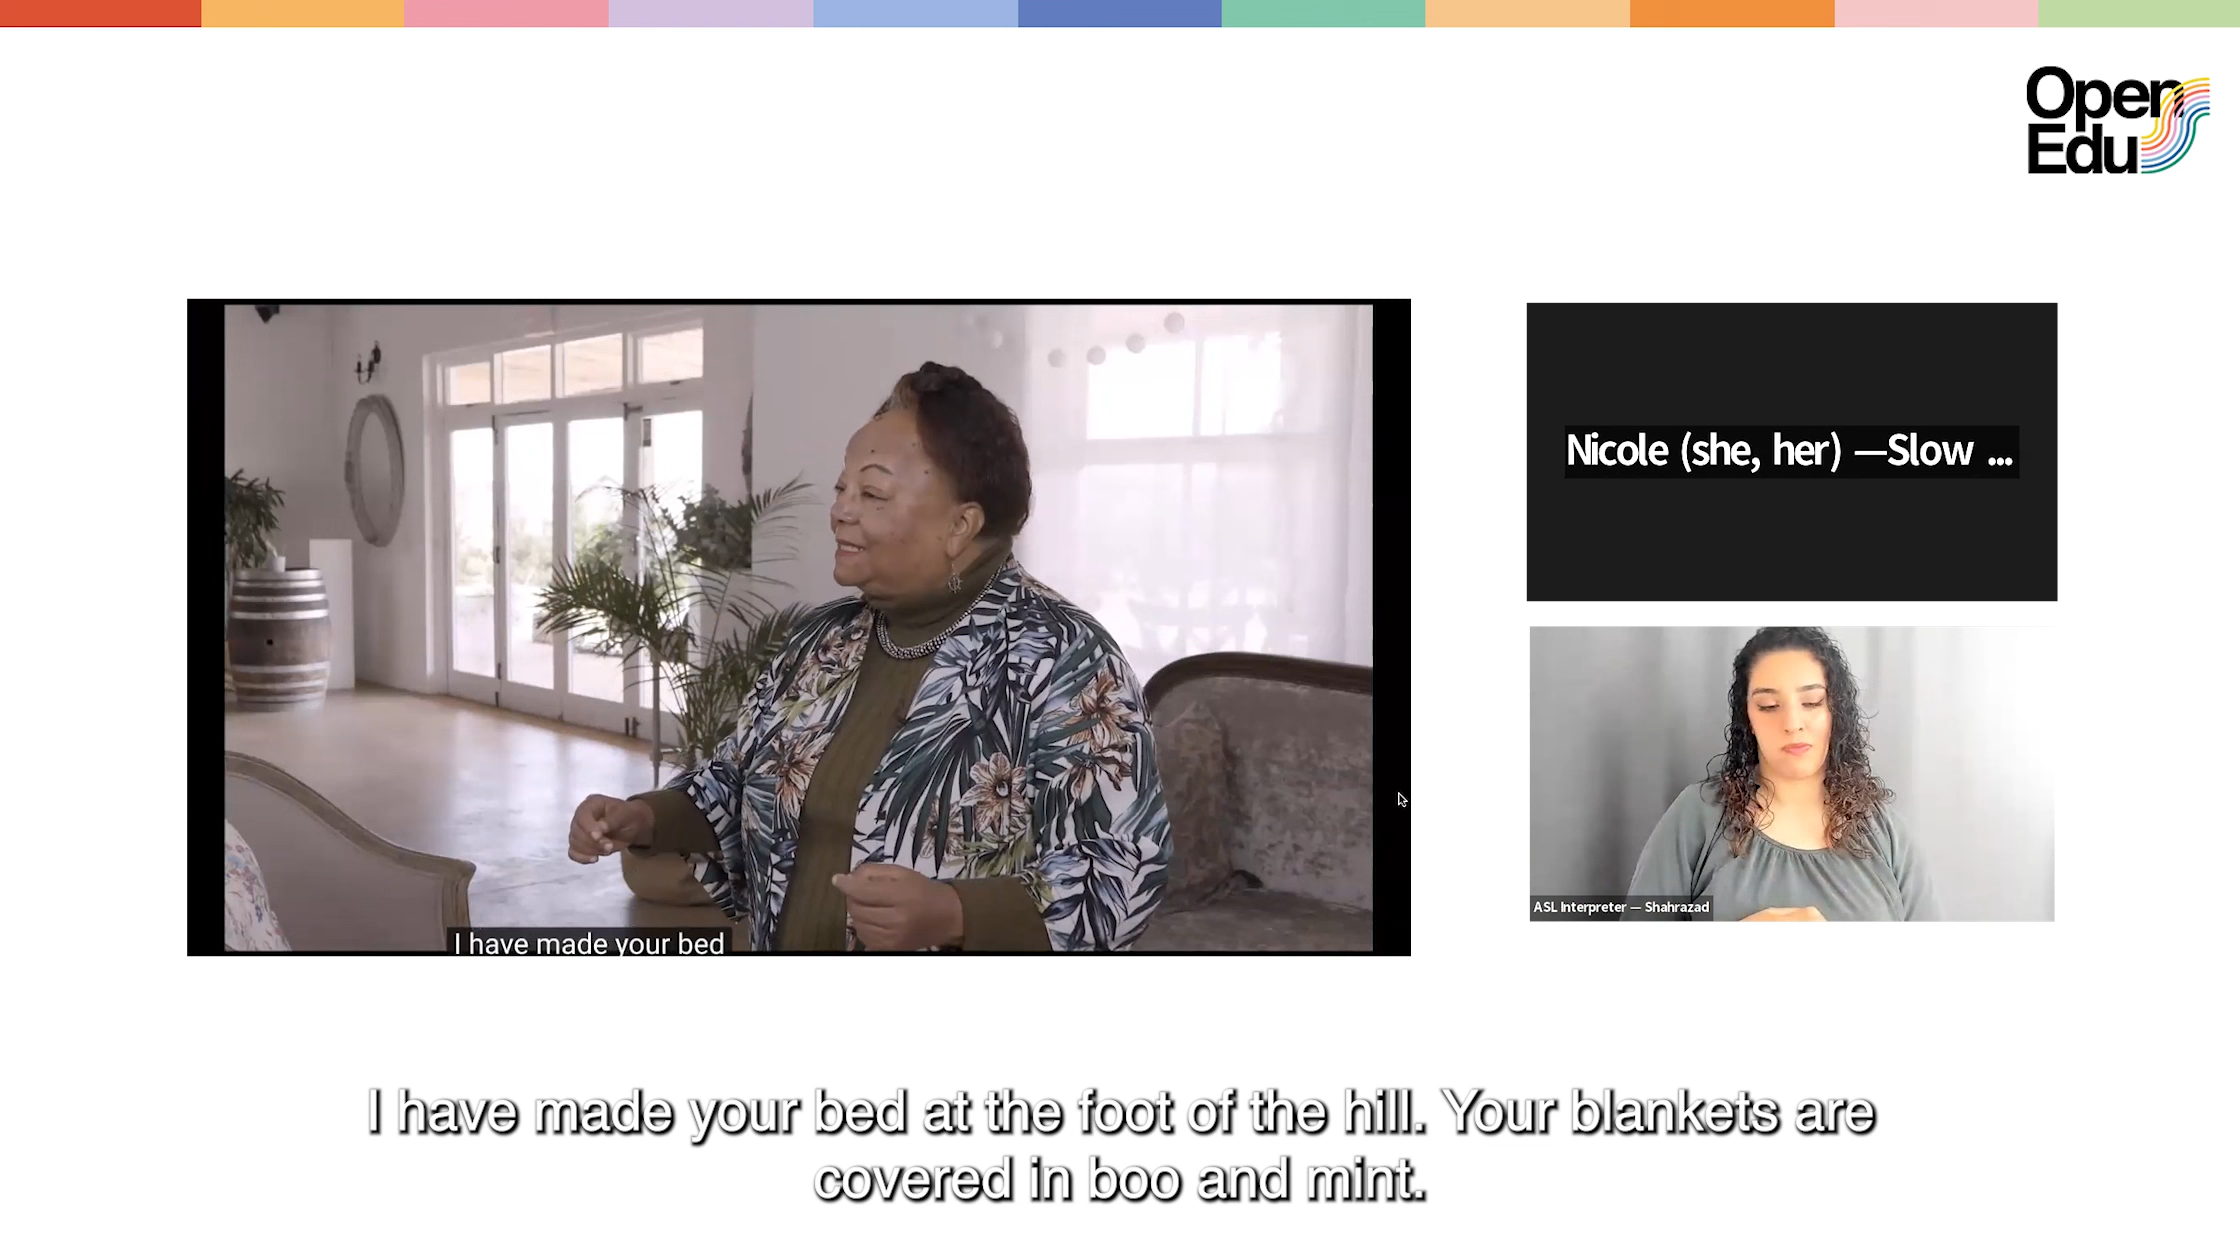 Open
Edu
Nicole (she, her) —Slow ...
ASL Interpreter — Shahrazad
I have made your bed
I have made your bed at the foot of the hill. Your blankets are
covered in boo and mint.